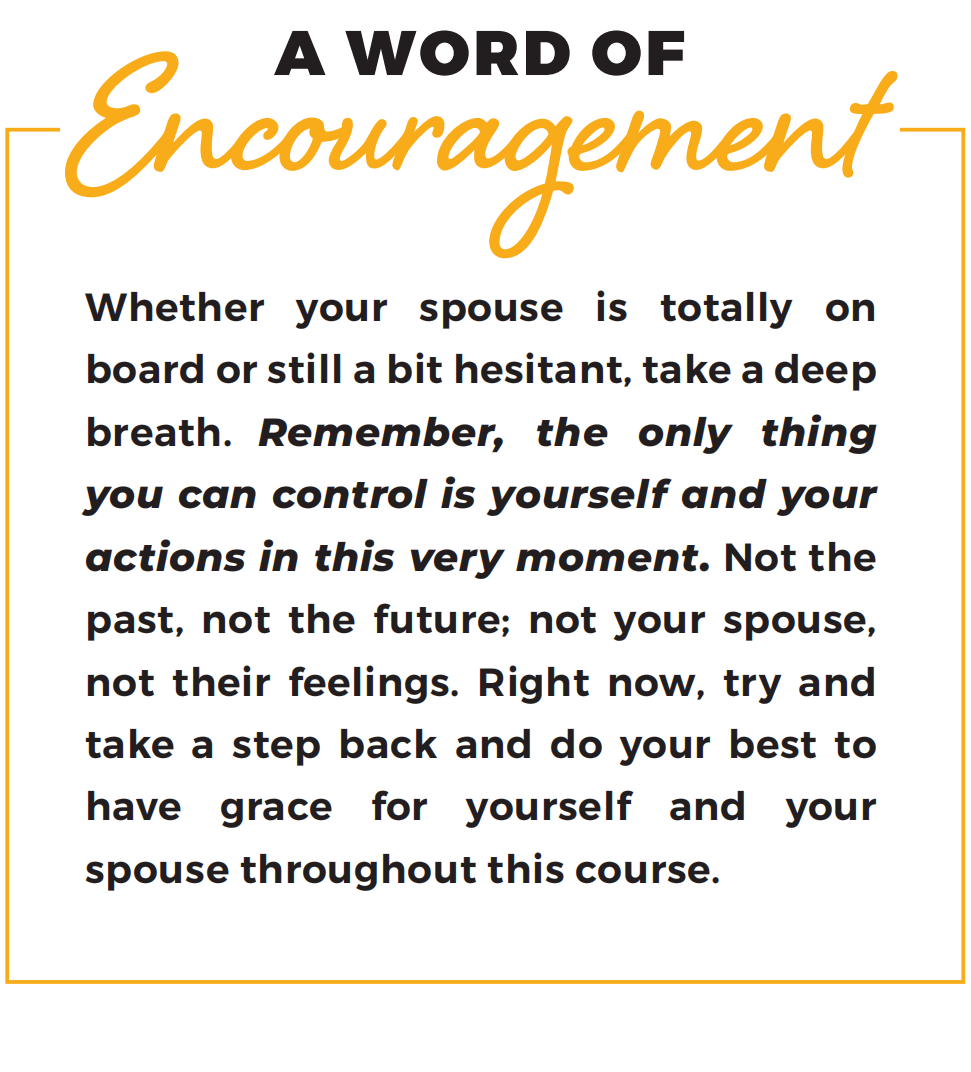 A WORD OF
Encouragement
Whether your spouse is totally on
board or still a bit hesitant, take a deep
breath. Remember, the only thing
you can control is yourself and your
actions in this very moment. Not the
past, not the future; not your spouse,
not their feelings. Right now, try and
take a step back and do your best to
have grace for yourself and your
spouse throughout this course.